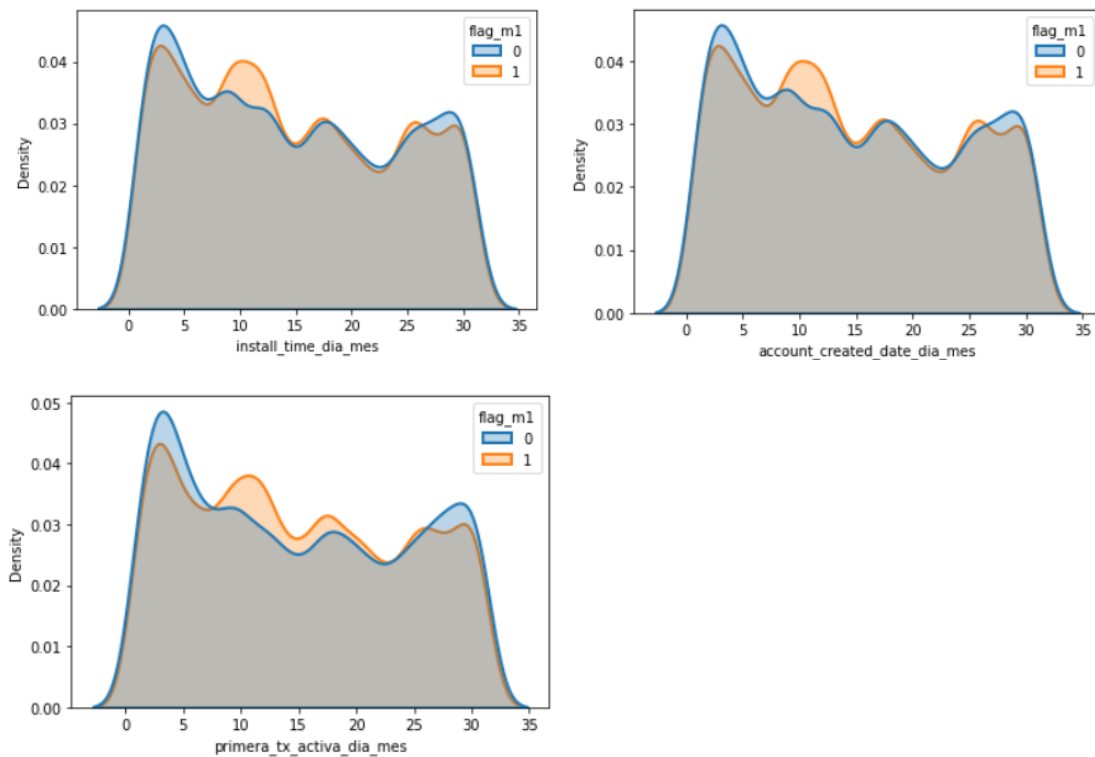 flag_m1
0
1
Density
0.04
0.03
0.02
0.01
0.00
0 5 10 15 20 25 30 35
install_time_dia_mes
flag_m1
0
1
Density
0.04
0.03
0.02
0.01
0.00
0 5 10 15 20 25 30 35
account_created_date_dia_mes
flag_m1
0
1
Density
0.05
0.04
0.03
0.02
0.01
0.00
0 5 10 15 20 25 30 35
primera_tx_activa_dia_mes